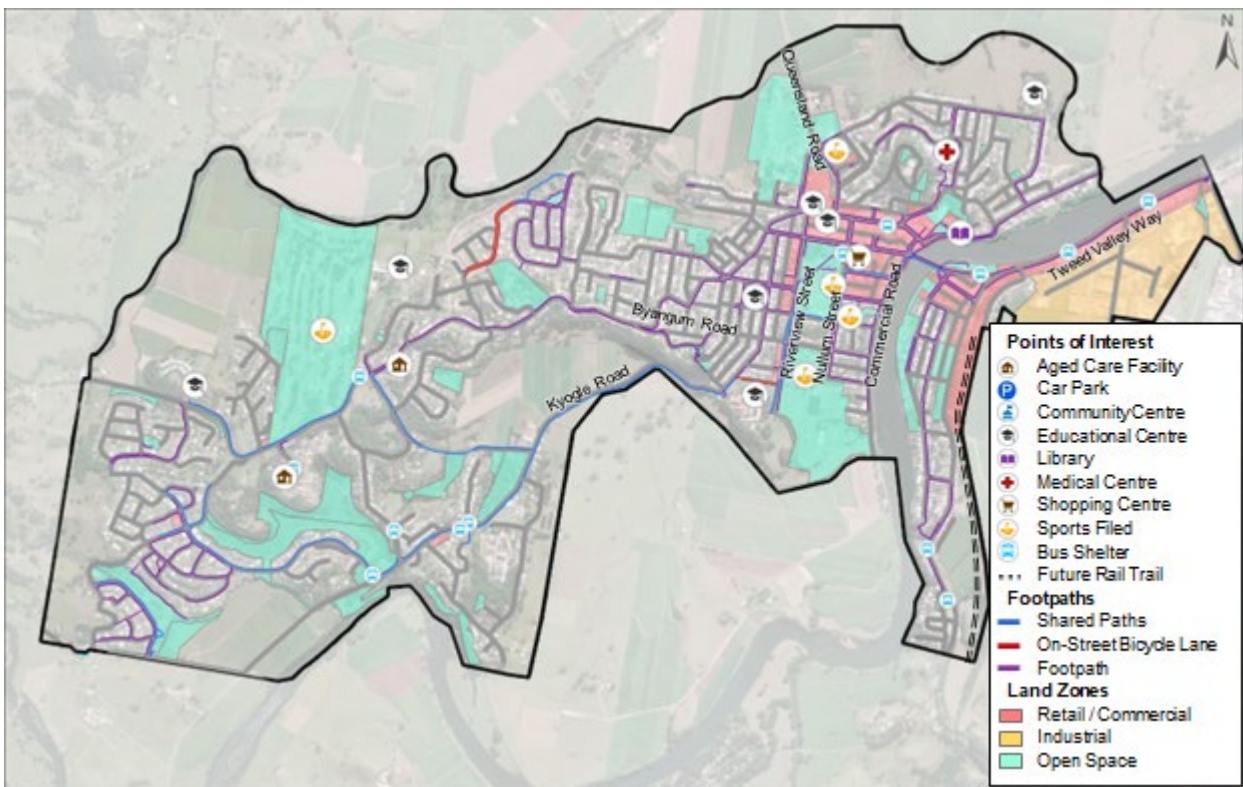 N
Queensland Road
Tweed Valley Way
Riverview Street
Nullum Street
Commercial Road
Byangum Road
Kyogle Road
Points of Interest
Aged Care Facility
P Car Park
CommunityCentre
Educational Centre
Library
Medical Centre
Shopping Centre
Sports Filed
Bus Shelter
Future Rail Trail
Footpaths
Shared Paths
On-Street Bicycle Lane
Footpath
Land Zones
Retail / Commercial
Industrial
Open Space